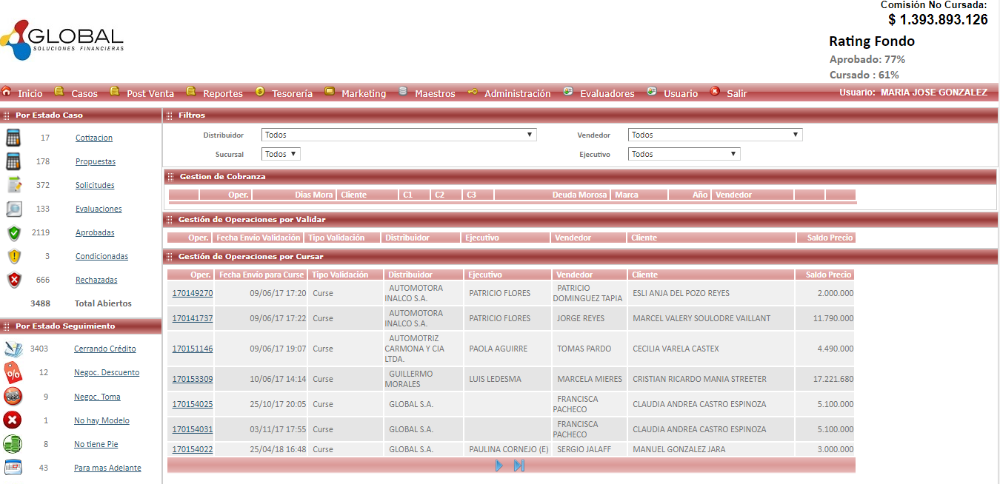 Comisión No Cursada:
$ 1.393.893.126
GLOBAL
SOLUCIONES FINANCIERAS
Rating Fondo
Aprobado: 77%
Cursado : 61%
Inicio Casos Post Venta Reportes Tesorería Marketing Maestros Administración Evaluadores Usuario Salir Usuario: MARIA JOSE GONZALEZ
Por Estado Caso
17 Cotizacion
178 Propuestas
372 Solicitudes
133 Evaluaciones
2119 Aprobadas
3 Condicionadas
666 Rechazadas
3488 Total Abiertos
Por Estado Seguimiento
3403 Cerrando Crédito
12 Negoc. Descuento
9 Negoc. Toma
1 No hay Modelo
8 No tiene Pie
43 Para mas Adelante
Filtros
Distribuidor Todos Vendedor Todos
Sucursal Todos Ejecutivo Todos
Gestion de Cobranza
Oper. Dias Mora Cliente C1 C2 C3 Deuda Morosa Marca Año Vendedor
Gestión de Operaciones por Validar
Oper. Fecha Envío Validación Tipo Validación Distribuidor Ejecutivo Vendedor Cliente Saldo Precio
Gestión de Operaciones por Cursar
Oper. Fecha Envío para Curse Tipo Validación Distribuidor Ejecutivo Vendedor Cliente Saldo Precio
170149270 09/06/17 17:20 Curse AUTOMOTORA INALCO S.A. PATRICIO FLORES PATRICIO DOMINGUEZ TAPIA ESLI ANJA DEL POZO REYES 2.000.000
170141737 09/06/17 17:22 Curse AUTOMOTORA INALCO S.A. PATRICIO FLORES JORGE REYES MARCEL VALERY SOULODRE VAILLANT 11.790.000
170151146 09/06/17 19:07 Curse AUTOMOTRIZ CARMONA Y CIA LTDA. PAOLA AGUIRRE TOMAS PARDO CECILIA VARELA CASTEX 4.490.000
170153309 10/06/17 14:14 Curse GUILLERMO MORALES LUIS LEDESMA MARCELA MIERES CRISTIAN RICARDO MANIA STREETER 17.221.680
170154025 25/10/17 20:05 Curse GLOBAL S.A. FRANCISCA PACHECO CLAUDIA ANDREA CASTRO ESPINOZA 5.100.000
170154031 03/11/17 17:55 Curse GLOBAL S.A. FRANCISCA PACHECO CLAUDIA ANDREA CASTRO ESPINOZA 5.100.000
170154022 25/04/18 16:48 Curse GLOBAL S.A. PAULINA CORNEJO (E) SERGIO JALAFF MANUEL GONZALEZ JARA 3.000.000